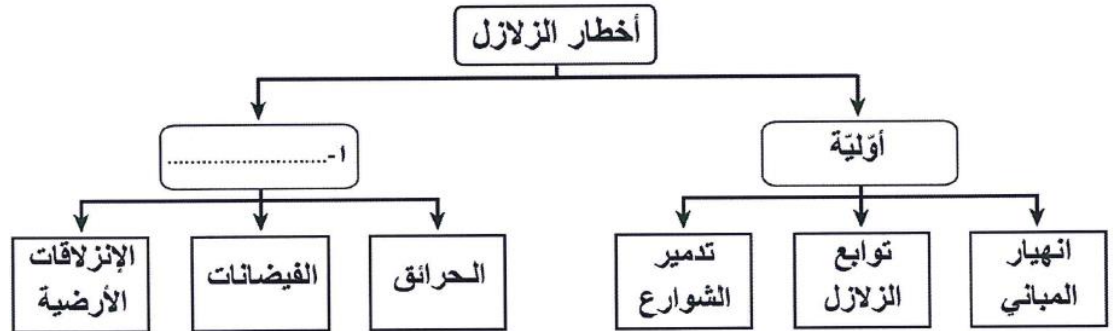 أخطار الزلازل
أوّليّة
١-............................
انهيار
المباني
توابع
الزلازل
تدمير
الشوارع
الحرائق
الفيضانات
الإنزلاقات
الأرضية